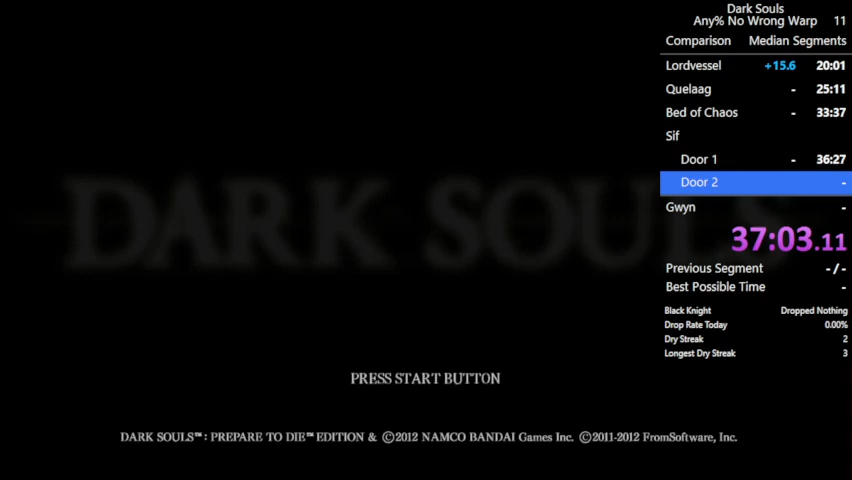 Dark Souls
Any% No Wrong Warp 11
Comparison Median Segments
Lordvessel +15.6 20:01
Quelaag - 25:11
Bed of Chaos - 33:37
Sif
Door 1 - 36:27
Door 2 -
Gwyn -
DARK SOULS
37:03.11
Previous Segment -/-
Best Possible Time -
Black Knight Dropped Nothing
Drop Rate Today 0.00%
Dry Streak 2
Longest Dry Streak 3
PRESS START BUTTON
DARK SOULS™: PREPARE TO DIE™ EDITION & ©2012 NAMCO BANDAI Games Inc. ©2011-2012 FromSoftware, Inc.